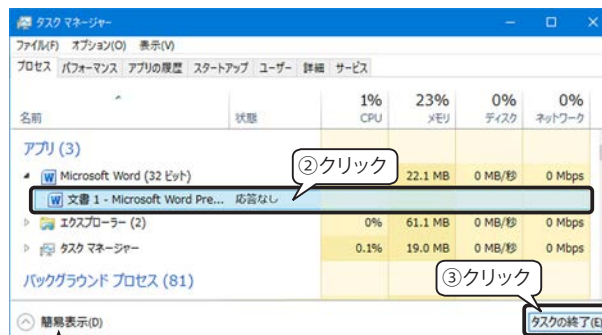 タスク マネージャー
ファイル(F) オプション(O) 表示(V)
プロセス パフォーマンス アプリの履歴 スタートアップ ユーザー 詳細 サービス
1% 23% 0% 0%
名前 状態 CPU メモリ ディスク ネットワーク
アプリ (3)
Microsoft Word (32 ビット) 22.1 MB 0 MB/秒 0 Mbps
②クリック
文書 1 - Microsoft Word Pre... 応答なし
エクスプローラー (2) 0% 61.1 MB 0 MB/秒 0 Mbps
タスク マネージャー 0.1% 19.0 MB 0 MB/秒 0 Mbps
バックグラウンド プロセス (81)
③クリック
簡易表示(D) タスクの終了(E)